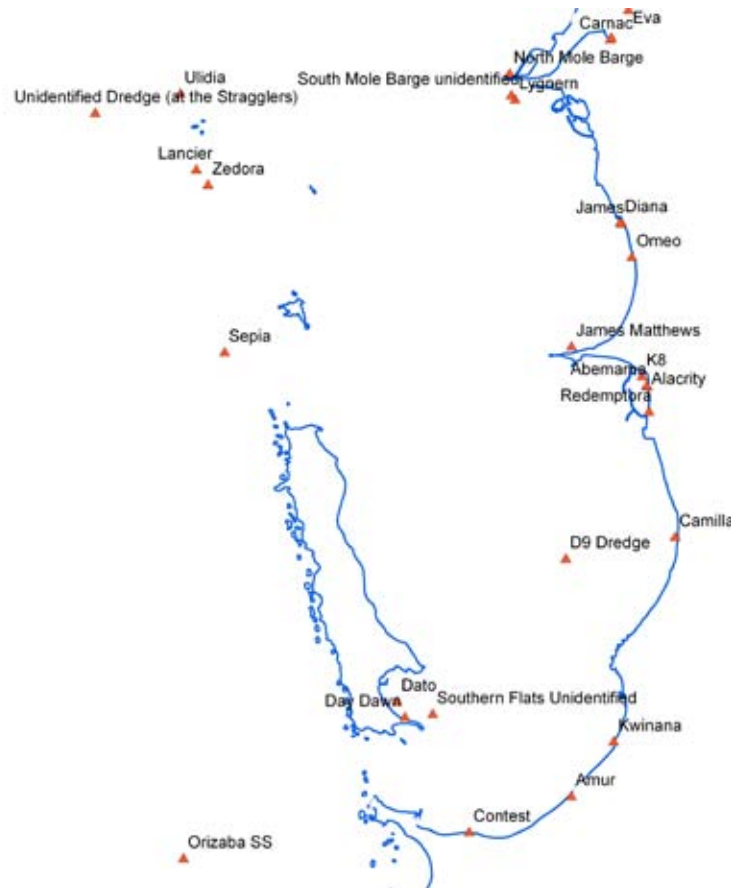 Eva
Carnac
North Mole Barge
South Mole Barge unidentified
Lygnern
Ulidia
Unidentified Dredge (at the Stragglers)
Lancier
Zedora
James
Diana
Omeo
James Matthews
Sepia
K8
Abemama
Alacrity
Redemptora
Camilla
D9 Dredge
Dato
Day Dawn
Southern Flats Unidentified
Kwinana
Amur
Contest
Orizaba SS